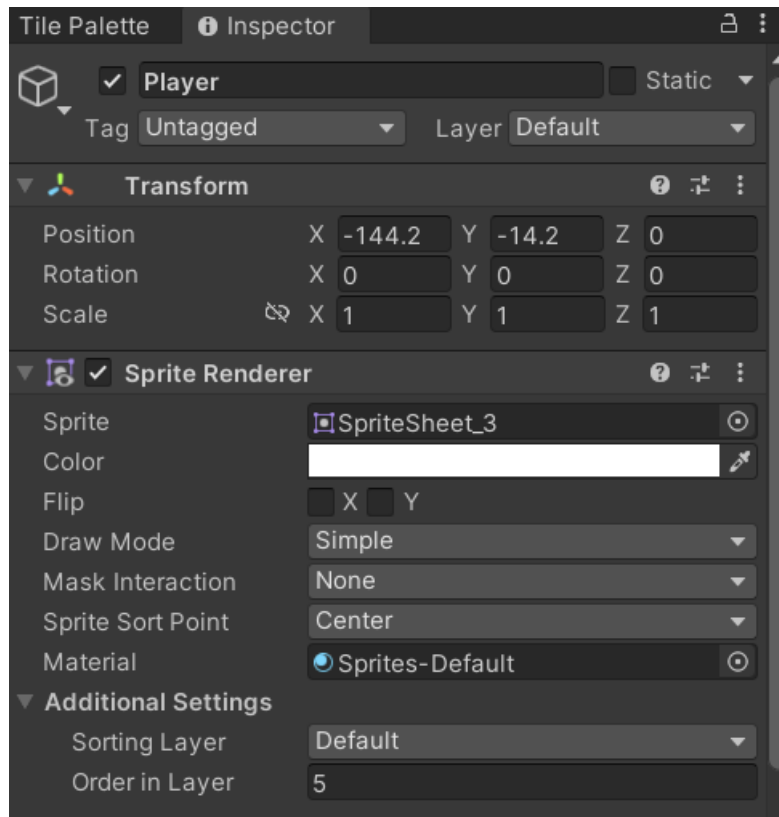 Tile Palette Inspector
Player Static
Tag Untagged Layer Default
Transform
Position X -144.2 Y -14.2 Z 0
Rotation X 0 Y 0 Z 0
Scale X 1 Y 1 Z 1
Sprite Renderer
Sprite SpriteSheet_3
Color
Flip X Y
Draw Mode Simple
Mask Interaction None
Sprite Sort Point Center
Material Sprites-Default
Additional Settings
Sorting Layer Default
Order in Layer 5